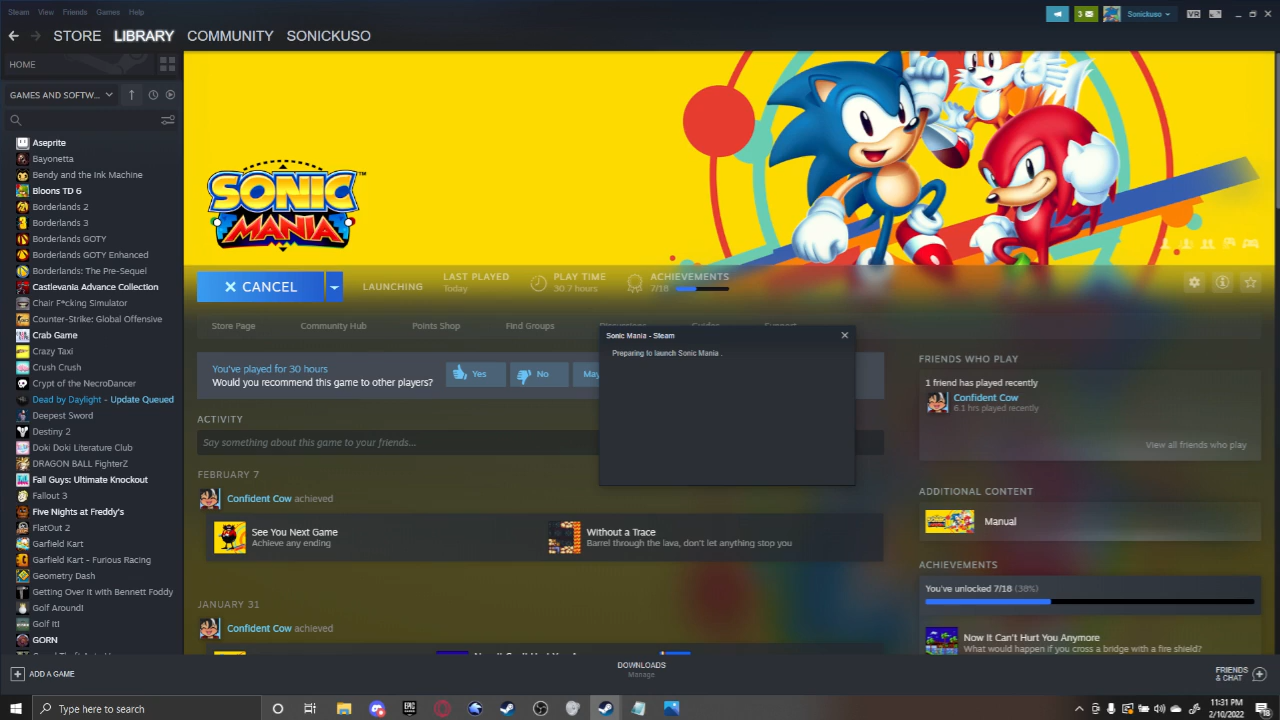 Steam View Friends Games Help
3
Sonickuso
VR
STORE LIBRARY COMMUNITY SONICKUSO
HOME
GAMES AND SOFTW...
Aseprite
Bayonetta
Bendy and the Ink Machine
Bloons TD 6
Borderlands 2
Borderlands 3
Borderlands GOTY
Borderlands GOTY Enhanced
Borderlands: The Pre-Sequel
Castlevania Advance Collection
Chair F*cking Simulator
Counter-Strike: Global Offensive
Crab Game
Crazy Taxi
Crush Crush
Crypt of the NecroDancer
Dead by Daylight - Update Queued
Deepest Sword
Destiny 2
Doki Doki Literature Club
DRAGON BALL FighterZ
Fall Guys: Ultimate Knockout
Fallout 3
Five Nights at Freddy's
FlatOut 2
Garfield Kart
Garfield Kart - Furious Racing
Geometry Dash
Getting Over It with Bennett Foddy
Golf Around!
Golf It!
GORN
SONIC
MANIA
TM
CANCEL
LAUNCHING
LAST PLAYED
Today
PLAY TIME
30.7 hours
ACHIEVEMENTS
7/18
Store Page Community Hub Points Shop Find Groups
Sonic Mania - Steam
Preparing to launch Sonic Mania .
You've played for 30 hours
Would you recommend this game to other players?
Yes
No
May
ACTIVITY
Say something about this game to your friends...
FEBRUARY 7
Confident Cow achieved
See You Next Game
Achieve any ending
Without a Trace
Barrel through the lava, don't let anything stop you
JANUARY 31
Confident Cow achieved
FRIENDS WHO PLAY
1 friend has played recently
Confident Cow
6.1 hrs played recently
View all friends who play
ADDITIONAL CONTENT
Manual
ACHIEVEMENTS
You've unlocked 7/18 (38%)
Now It Can't Hurt You Anymore
What would happen if you cross a bridge with a fire shield?
ADD A GAME
DOWNLOADS
Manage
FRIENDS
& CHAT
Type here to search
EPIC
GAMES
11:31 PM
2/10/2022
18